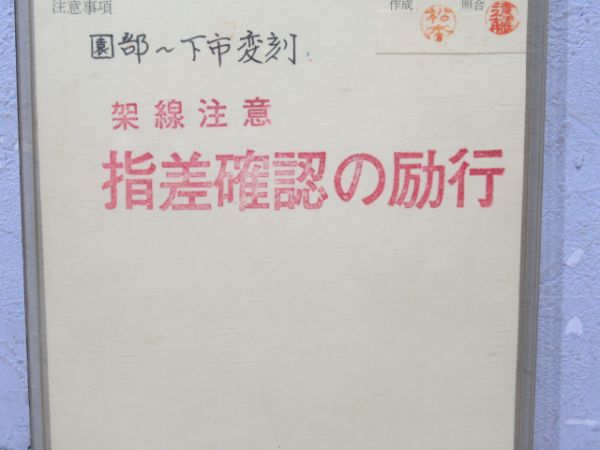 注意事項
作成
照合
園部～下市変刻
架線注意
指差確認の励行